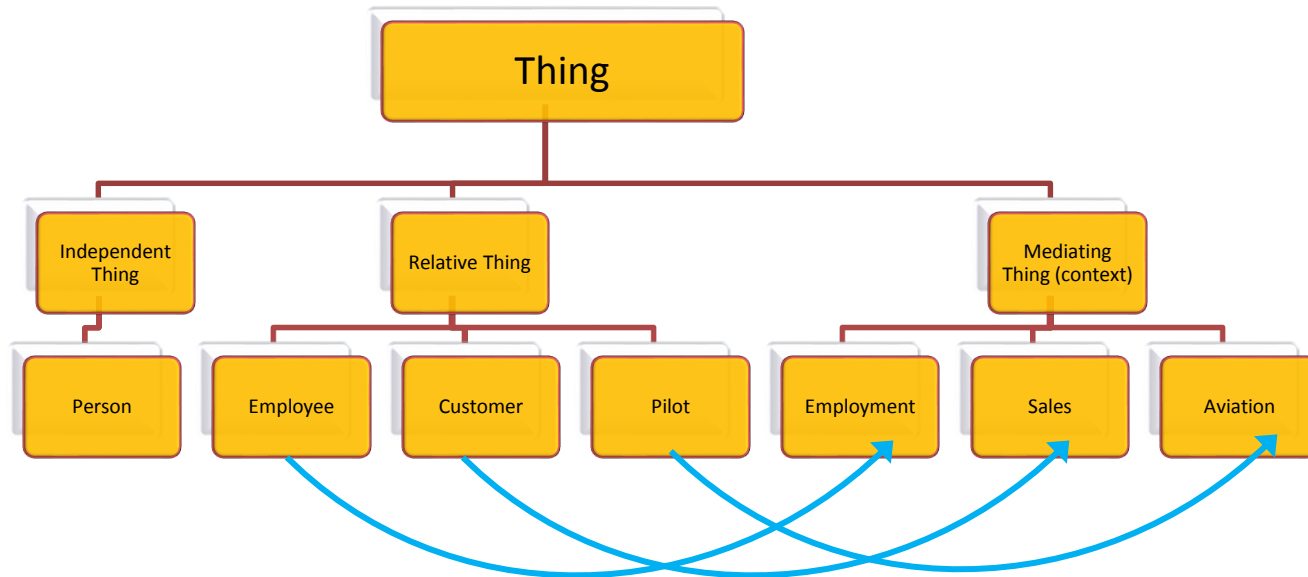 Thing
Independent
Thing
Relative Thing
Mediating
Thing (context)
Person
Employee
Customer
Pilot
Employment
Sales
Aviation